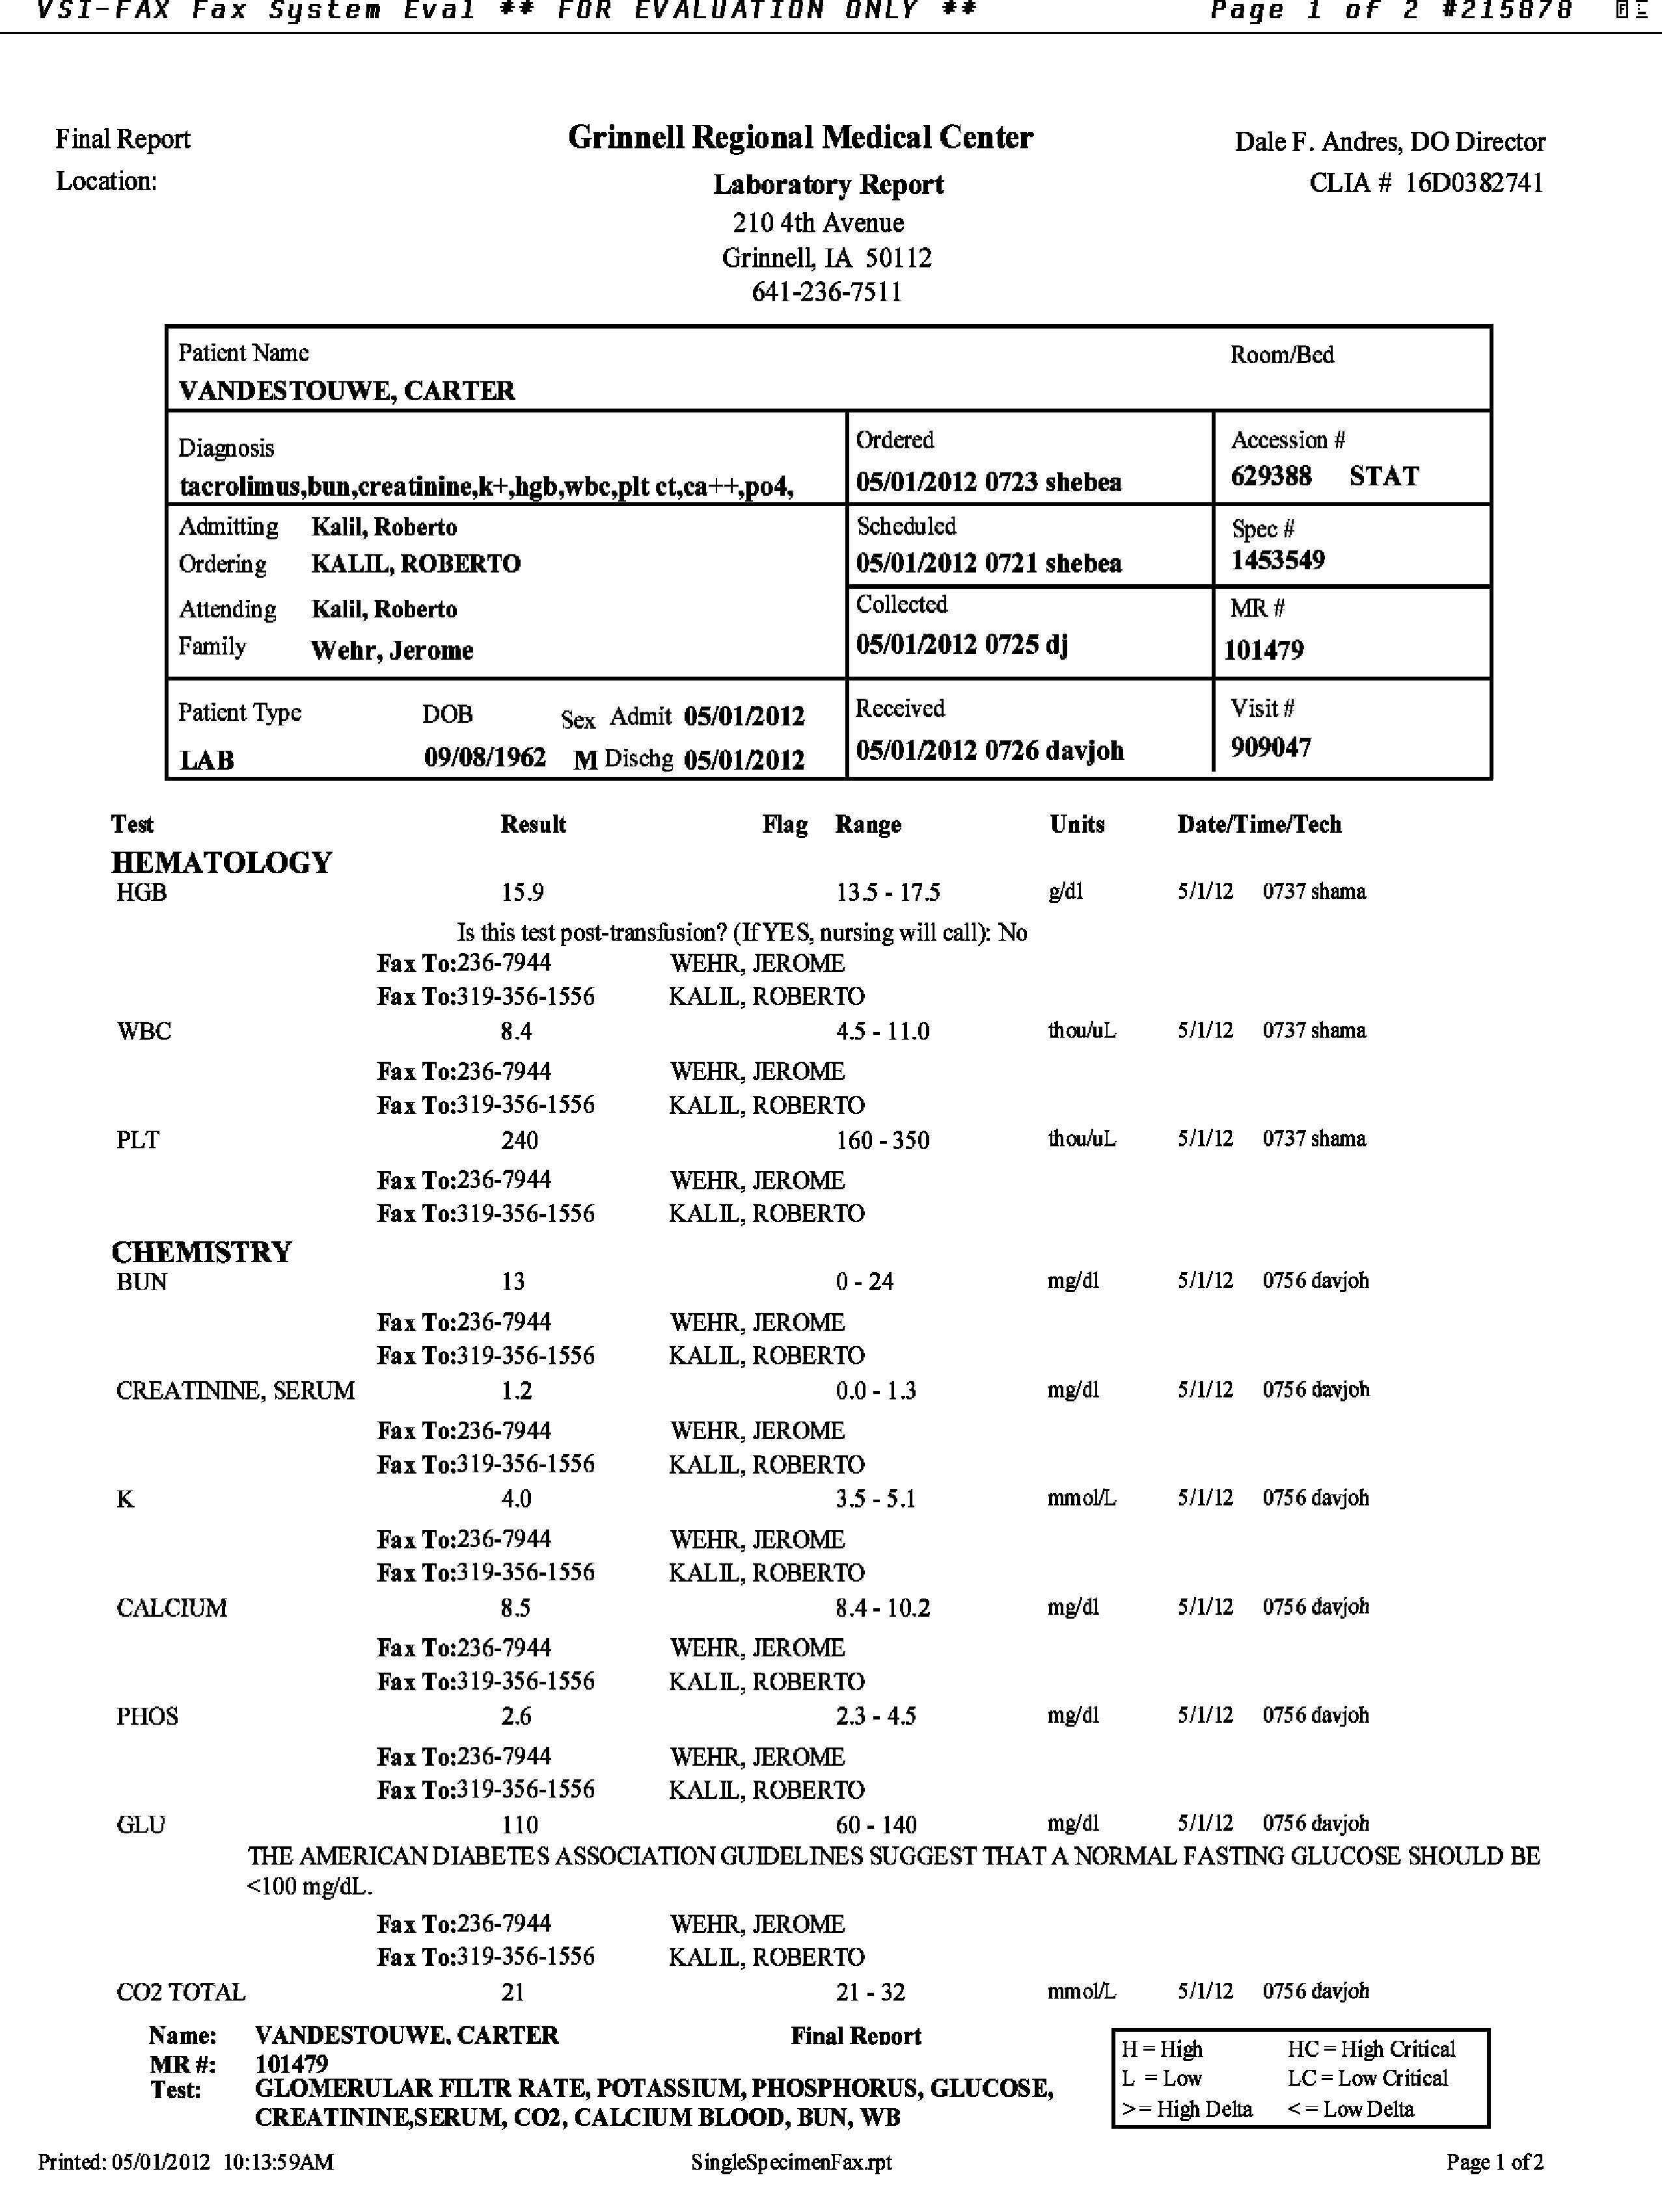 VSI-FAX Fax System Eval ** FOR EVALUATION ONLY ** Page 1 of 2 #215878
Final Report Grinnell Regional Medical Center Dale F. Andres, DO Director
Location: Laboratory Report CLIA # 16D0382741
210 4th Avenue
Grinnell, IA 50112
641-236-7511
Patient Name Room/Bed
VANDESTOUWE, CARTER
Diagnosis Ordered Accession #
tacrolimus,bun,creatinine,k+,hgb,wbc,plt ct,ca++,po4, 05/01/2012 0723 shebea 629388 STAT
Admitting Kalil, Roberto Scheduled Spec #
Ordering KALIL, ROBERTO 05/01/2012 0721 shebea 1453549
Attending Kalil, Roberto Collected MR #
Family Wehr, Jerome 05/01/2012 0725 dj 101479
Patient Type DOB Sex Admit 05/01/2012 Received Visit #
LAB 09/08/1962 M Dischg 05/01/2012 05/01/2012 0726 davjoh 909047
Test Result Flag Range Units Date/Time/Tech
HEMATOLOGY
HGB 15.9 13.5 - 17.5 g/dl 5/1/12 0737 shama
Is this test post-transfusion? (If YES, nursing will call): No
Fax To:236-7944 WEHR, JEROME
Fax To:319-356-1556 KALIL, ROBERTO
WBC 8.4 4.5 - 11.0 thou/uL 5/1/12 0737 shama
Fax To:236-7944 WEHR, JEROME
Fax To:319-356-1556 KALIL, ROBERTO
PLT 240 160 - 350 thou/uL 5/1/12 0737 shama
Fax To:236-7944 WEHR, JEROME
Fax To:319-356-1556 KALIL, ROBERTO
CHEMISTRY
BUN 13 0 - 24 mg/dl 5/1/12 0756 davjoh
Fax To:236-7944 WEHR, JEROME
Fax To:319-356-1556 KALIL, ROBERTO
CREATININE, SERUM 1.2 0.0 - 1.3 mg/dl 5/1/12 0756 davjoh
Fax To:236-7944 WEHR, JEROME
Fax To:319-356-1556 KALIL, ROBERTO
K 4.0 3.5 - 5.1 mmol/L 5/1/12 0756 davjoh
Fax To:236-7944 WEHR, JEROME
Fax To:319-356-1556 KALIL, ROBERTO
CALCIUM 8.5 8.4 - 10.2 mg/dl 5/1/12 0756 davjoh
Fax To:236-7944 WEHR, JEROME
Fax To:319-356-1556 KALIL, ROBERTO
PHOS 2.6 2.3 - 4.5 mg/dl 5/1/12 0756 davjoh
Fax To:236-7944 WEHR, JEROME
Fax To:319-356-1556 KALIL, ROBERTO
GLU 110 60 - 140 mg/dl 5/1/12 0756 davjoh
THE AMERICAN DIABETES ASSOCIATION GUIDELINES SUGGEST THAT A NORMAL FASTING GLUCOSE SHOULD BE
<100 mg/dL.
Fax To:236-7944 WEHR, JEROME
Fax To:319-356-1556 KALIL, ROBERTO
CO2 TOTAL 21 21 - 32 mmol/L 5/1/12 0756 davjoh
Name: VANDESTOUWE, CARTER Final Report H = High HC = High Critical
MR #: 101479 L = Low LC = Low Critical
Test: GLOMERULAR FILTR RATE, POTASSIUM, PHOSPHORUS, GLUCOSE, > = High Delta < = Low Delta
CREATININE,SERUM, CO2, CALCIUM BLOOD, BUN, WB
Printed: 05/01/2012 10:13:59AM SingleSpecimenFax.rpt Page 1 of 2